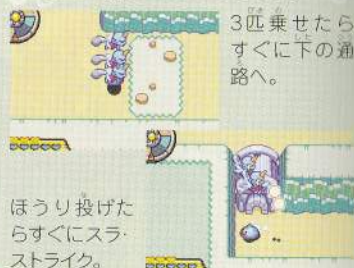 3匹乗せたら
すぐに下の通
路へ。
ほうり投げた
らすぐにスラ・
ストライク。